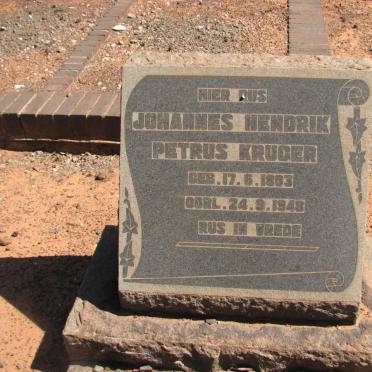 HIER RUS
JOHANNES HENDRIK
PETRUS KRUGER
GEB. 17.6.1893
OORL. 24.9.1948
RUS IN VREDE